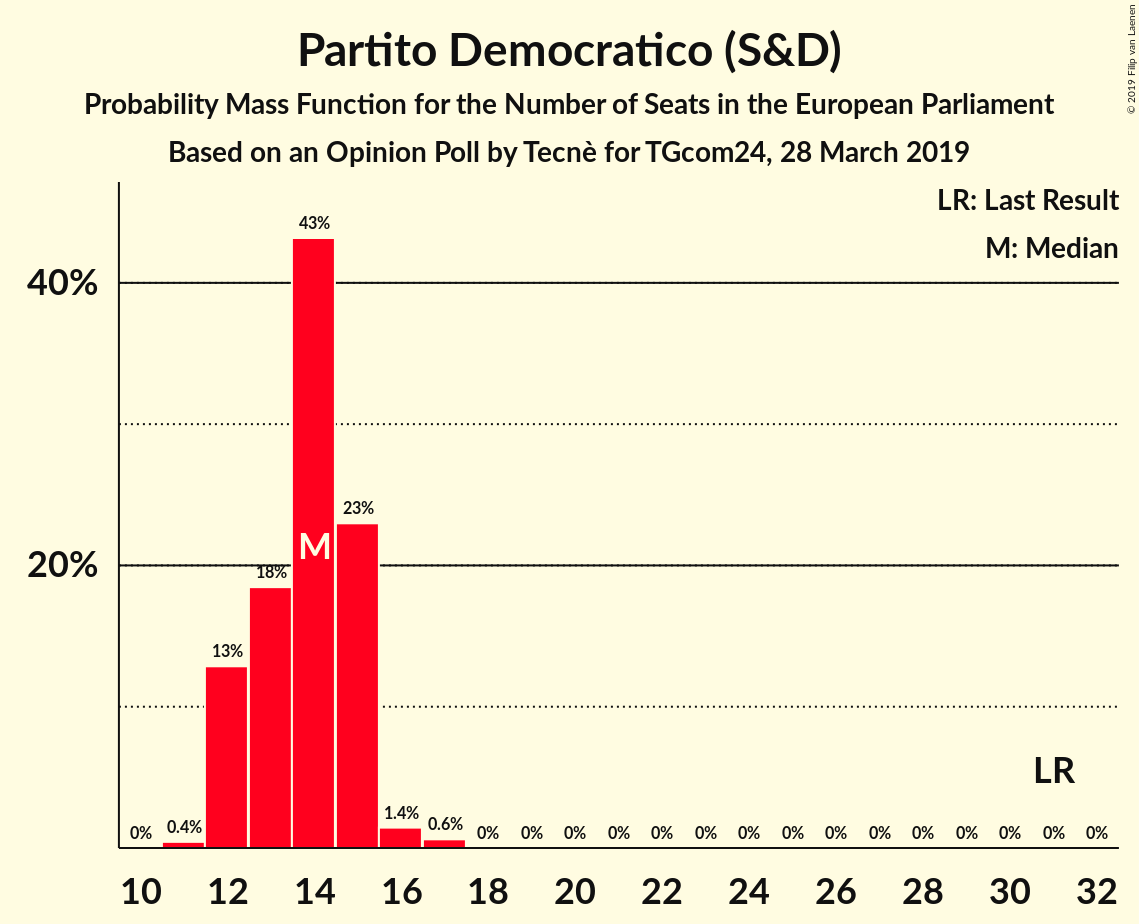 Partito Democratico (S&D)
Probability Mass Function for the Number of Seats in the European Parliament
Based on an Opinion Poll by Tecnè for TGcom24, 28 March 2019
© 2019 Filip van Laenen
LR: Last Result
M: Median
40%
20%
0% 0.4% 13% 18% 43% 23% 1.4% 0.6% 0% 0% 0% 0% 0% 0% 0% 0% 0% 0% 0% 0% 0% 0% 0%
M
LR
10 12 14 16 18 20 22 24 26 28 30 32